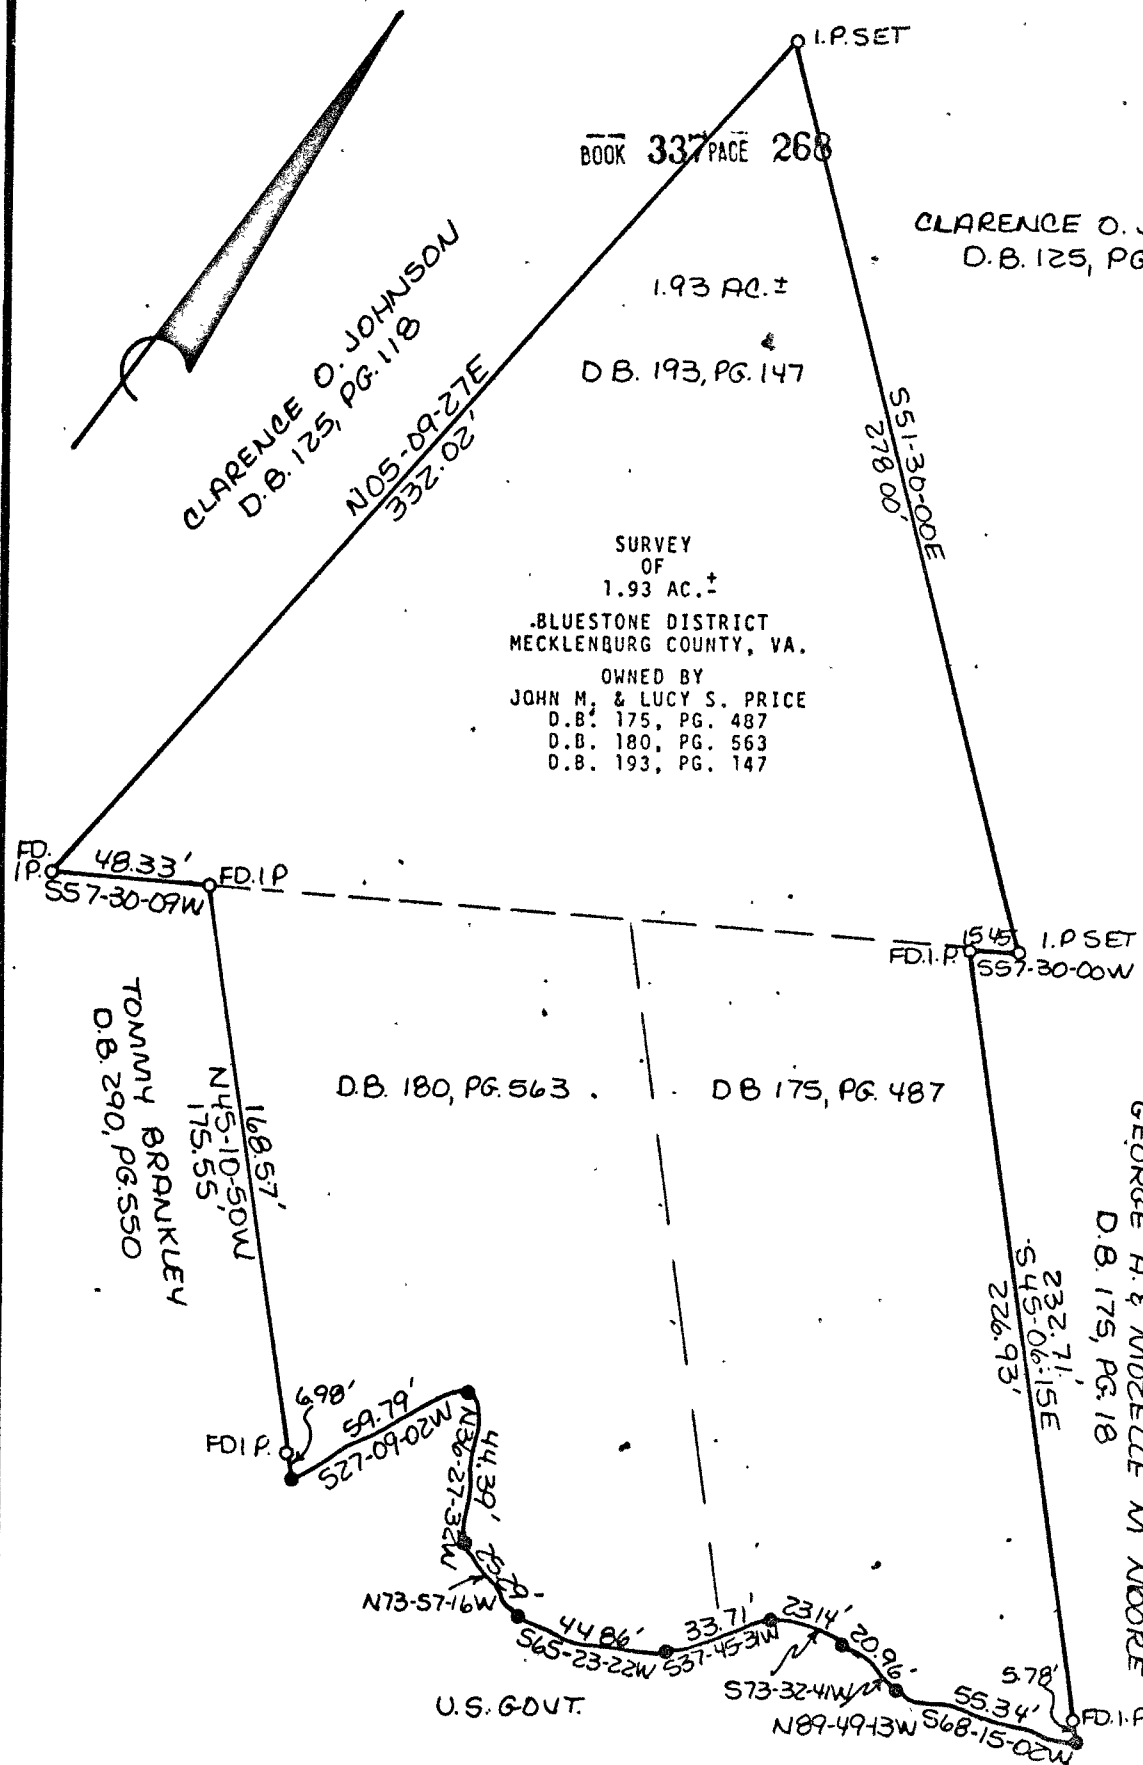 I.P. SET
BOOK 337 PAGE 268
CLARENCE O.
D.B. 125, PG
1.93 AC.±
D B. 193, PG. 147
CLARENCE O. JOHNSON
D.B. 125, PG. 118
N05-09-27E
332.02'
S51-30-00E
278 00'
SURVEY
OF
1.93 AC.±
BLUESTONE DISTRICT
MECKLENBURG COUNTY, VA.
OWNED BY
JOHN M. & LUCY S. PRICE
D.B. 175, PG. 487
D.B. 180, PG. 563
D.B. 193, PG. 147
FD.
I.P.
48.33'
S57-30-09W
FD.I.P
15 45'
I.P SET
FD.I.P.
S57-30-00W
TOMMY BRANKLEY
D.B. 290, PG.550
168.57'
N45-10-50W
175.55'
D.B. 180, PG. 563
D B 175, PG. 487
GEORGE H. & MOZELLE M MOORE
D.B. 175, PG. 18
232.71'
S45-06-15E
226.93'
6.98'
FD I P.
59.79'
S27-09-02W
44.39'
N36-27-32W
N73-57-16W
44 86'
S65-23-22W
33.71'
S37-45-31W
23.14'
S73-32-41W
20.96'
N89-49-13W
55.34'
S68-15-02W
5.78'
FD.I.P
U.S. GOVT.